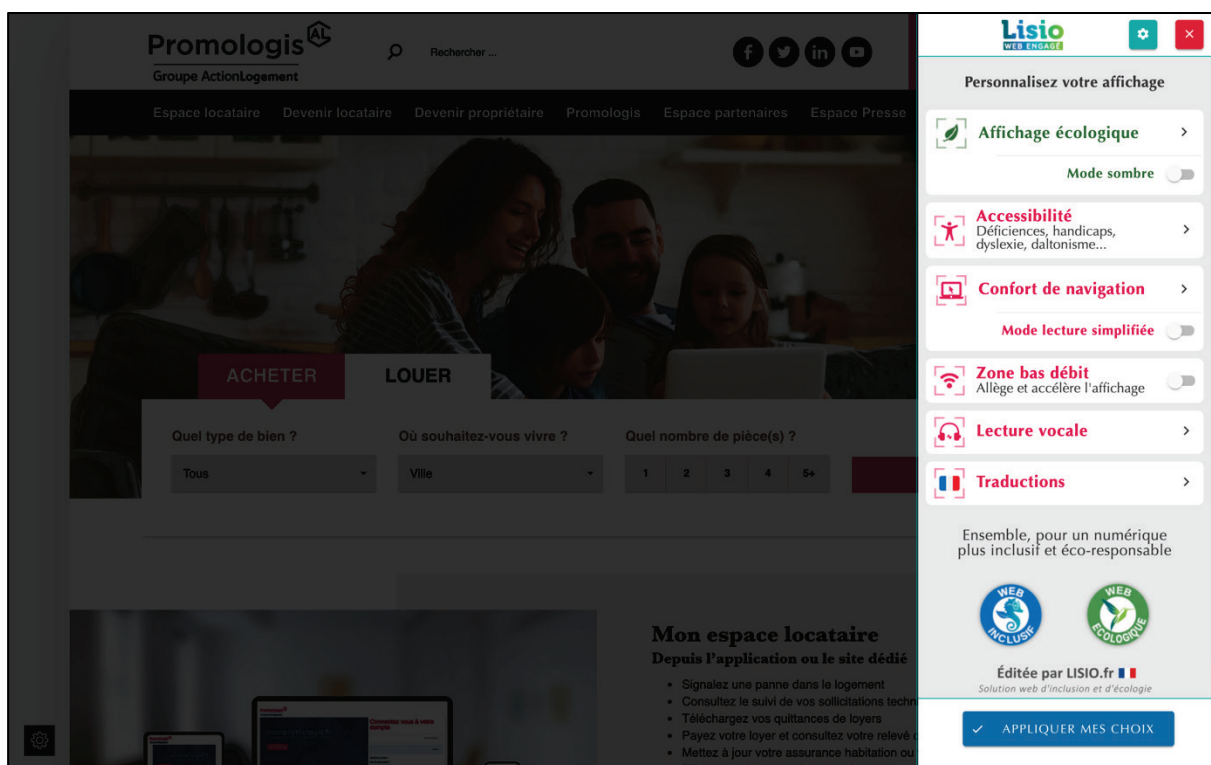 Promologis AL
Groupe ActionLogement
Rechercher ...
Espace locataire Devenir locataire Devenir propriétaire Promologis Espace partenaires Espace Presse
ACHETER LOUER
Quel type de bien ? Où souhaitez-vous vivre ? Quel nombre de pièce(s) ?
Tous Ville 1 2 3 4 5+
Mon espace locataire
Depuis l'application ou le site dédié
• Signalez une panne dans le logement
• Consultez le suivi de vos sollicitations techn
• Téléchargez vos quittances de loyers
• Payez votre loyer et consultez votre relevé
• Mettez à jour votre assurance habitation ou
Connectez vous à votre
compte
Lisio
WEB ENGAGÉ
Personnalisez votre affichage
Affichage écologique
Mode sombre
Accessibilité
Déficiences, handicaps,
dyslexie, daltonisme...
Confort de navigation
Mode lecture simplifiée
Zone bas débit
Allège et accélère l'affichage
Lecture vocale
Traductions
Ensemble, pour un numérique
plus inclusif et éco-responsable
WEB INCLUSIF
WEB ECOLOGIQUE
Éditée par LISIO.fr
Solution web d'inclusion et d'écologie
APPLIQUER MES CHOIX